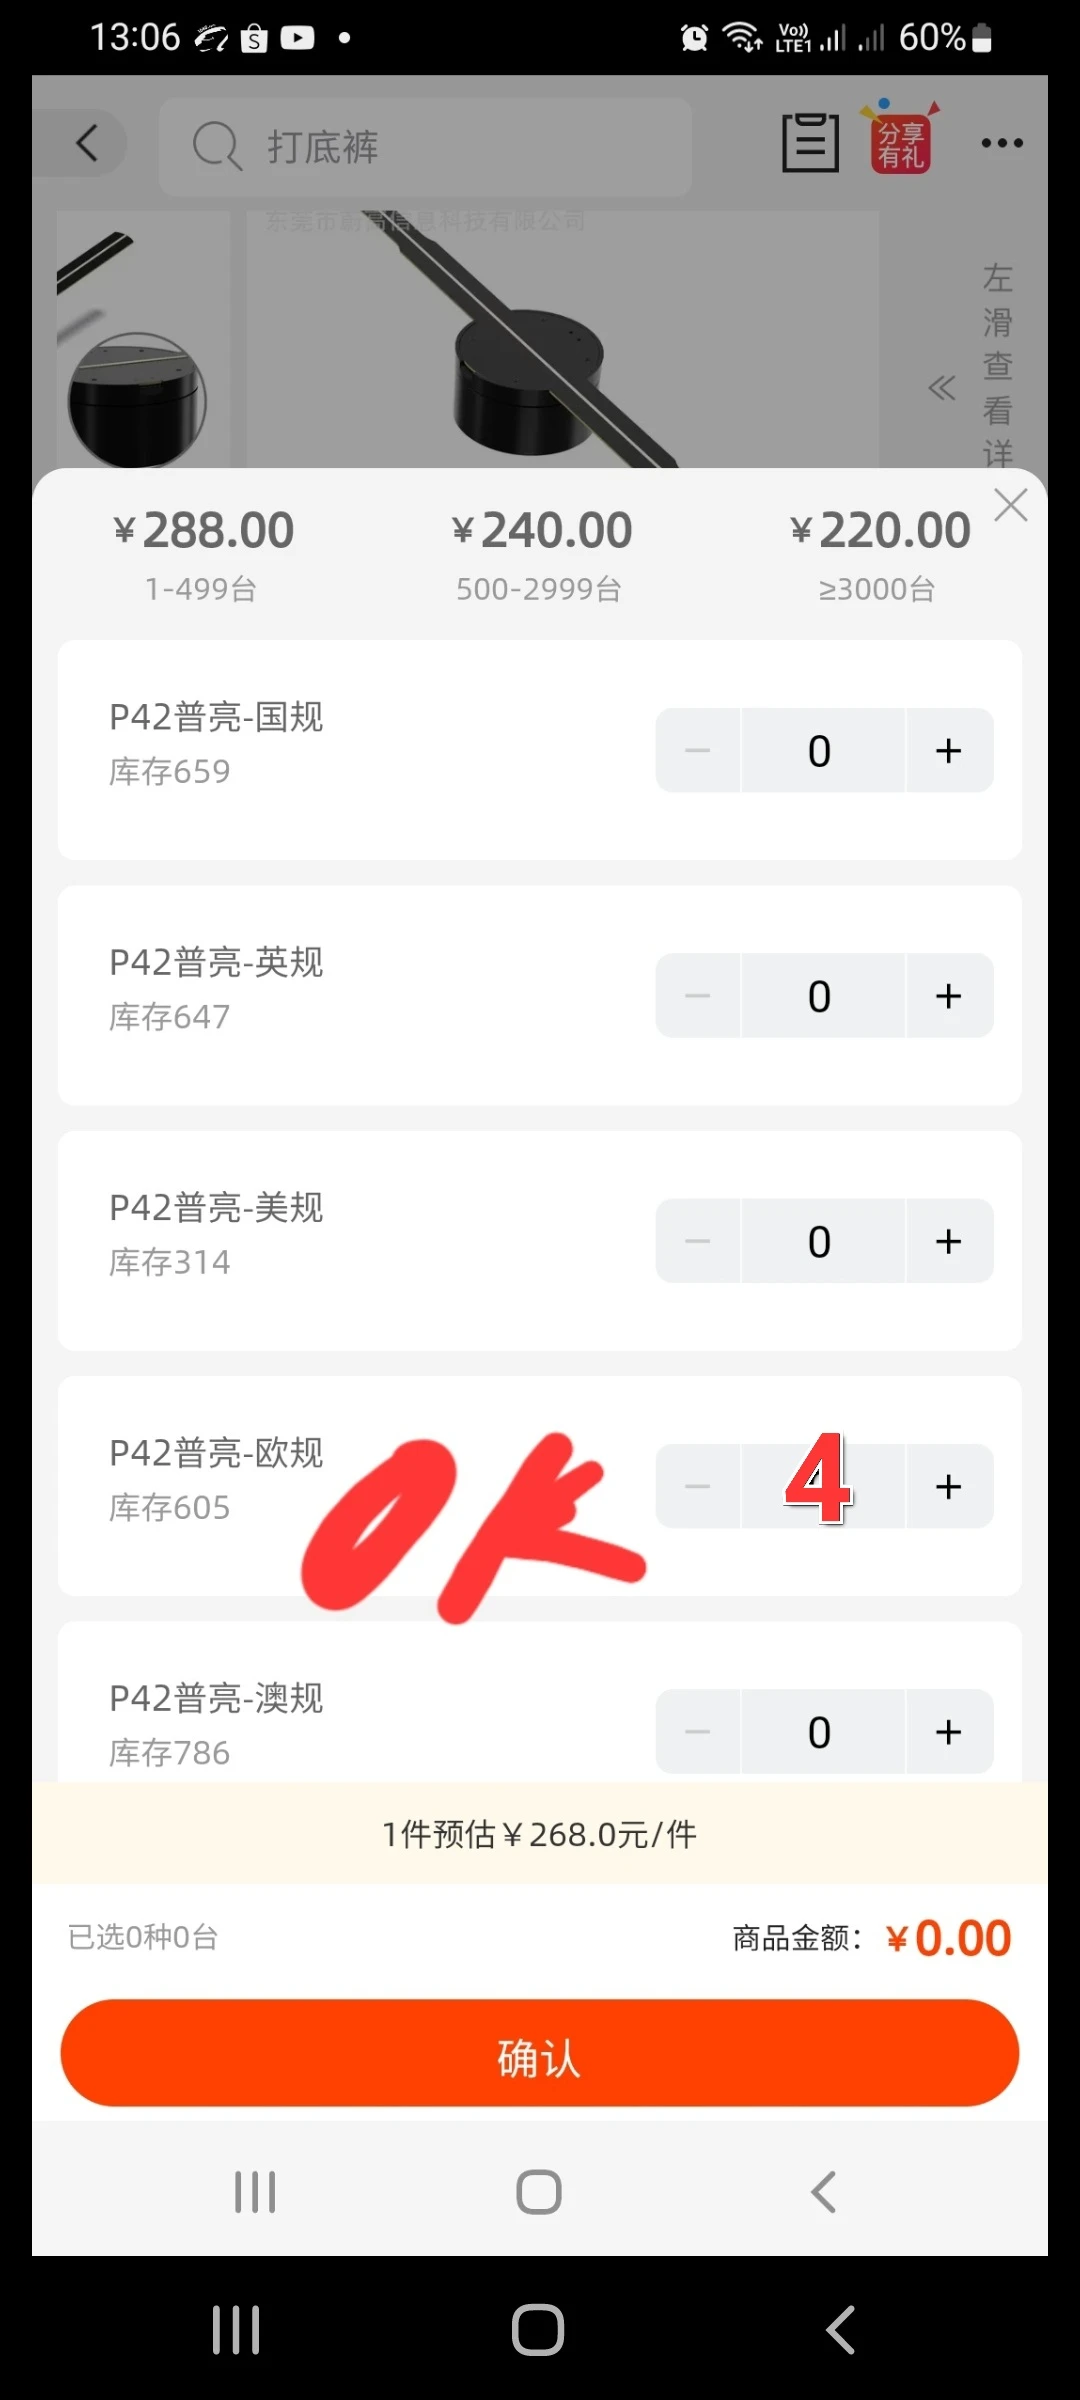 13:06
Vo))
LTE1
60%
打底裤
分享
有礼
东莞市蔚高信息科技有限公司
左滑查看详
¥288.00
1-499台
¥240.00
500-2999台
¥220.00
≥3000台
P42普亮-国规
库存659
0
P42普亮-英规
库存647
0
P42普亮-美规
库存314
0
P42普亮-欧规
库存605
OK
4
P42普亮-澳规
库存786
0
1件预估¥268.0元/件
已选0种0台
商品金额：¥0.00
确认